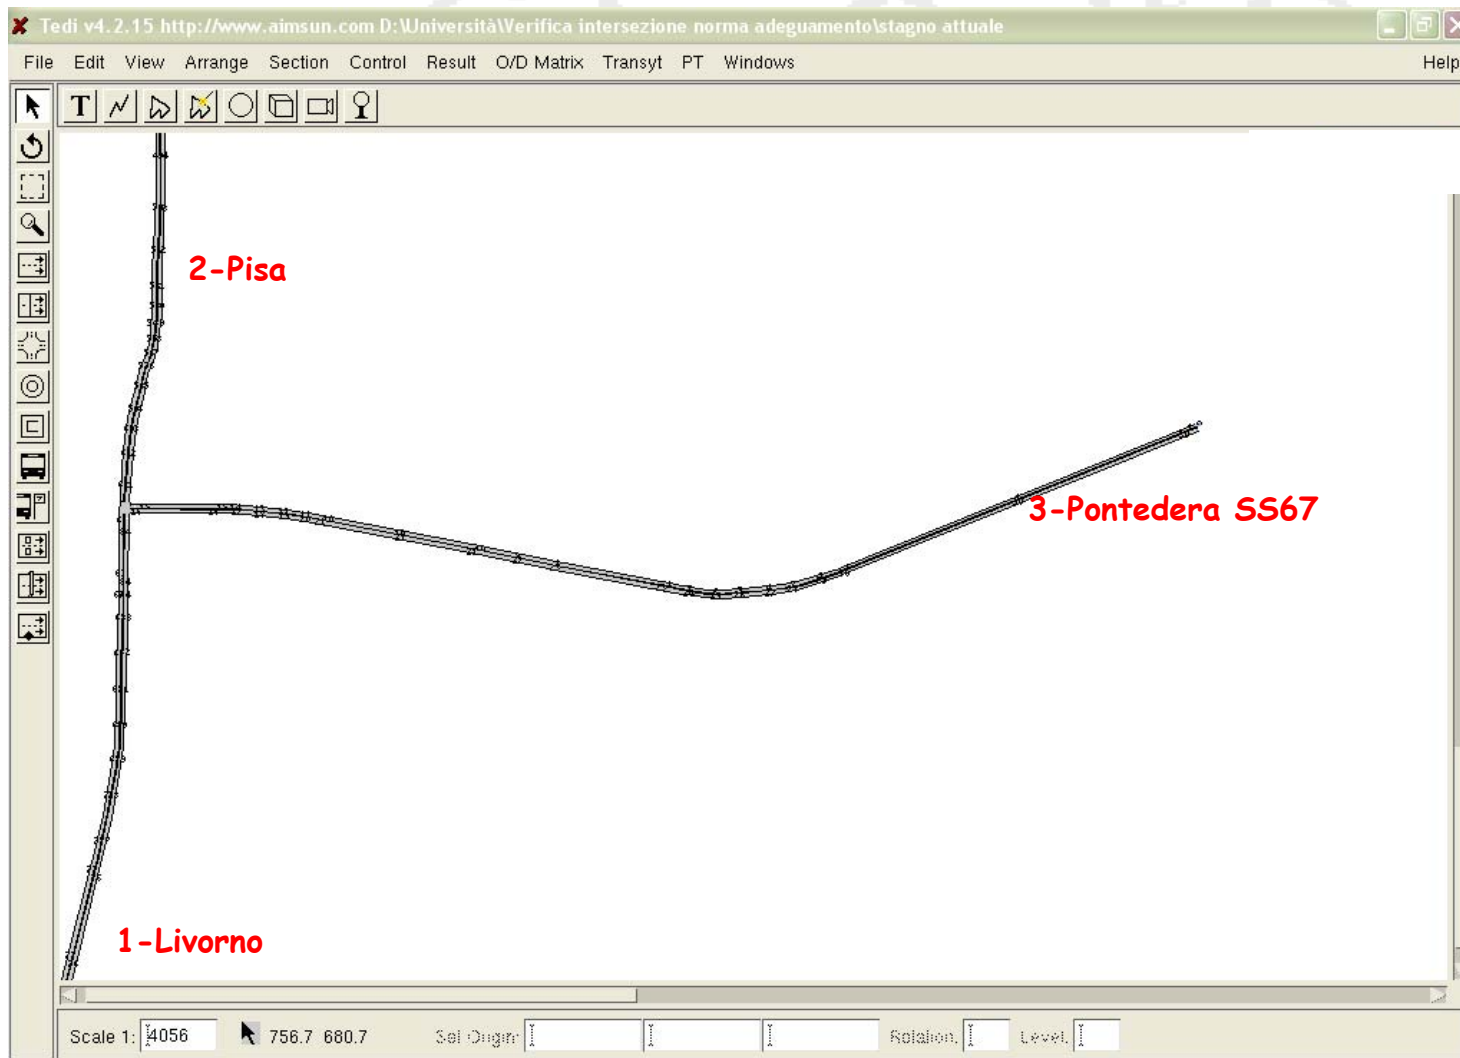 Tedi v4.2.15 http://www.aimsun.com D:\Università\Verifica intersezione norma adeguamento\stagno attuale
File Edit View Arrange Section Control Result O/D Matrix Transyt PT Windows Help
T
2-Pisa
3-Pontedera SS67
1-Livorno
Scale 1: 4056 756.7 680.7 Sel Origin: Rotation. Level.